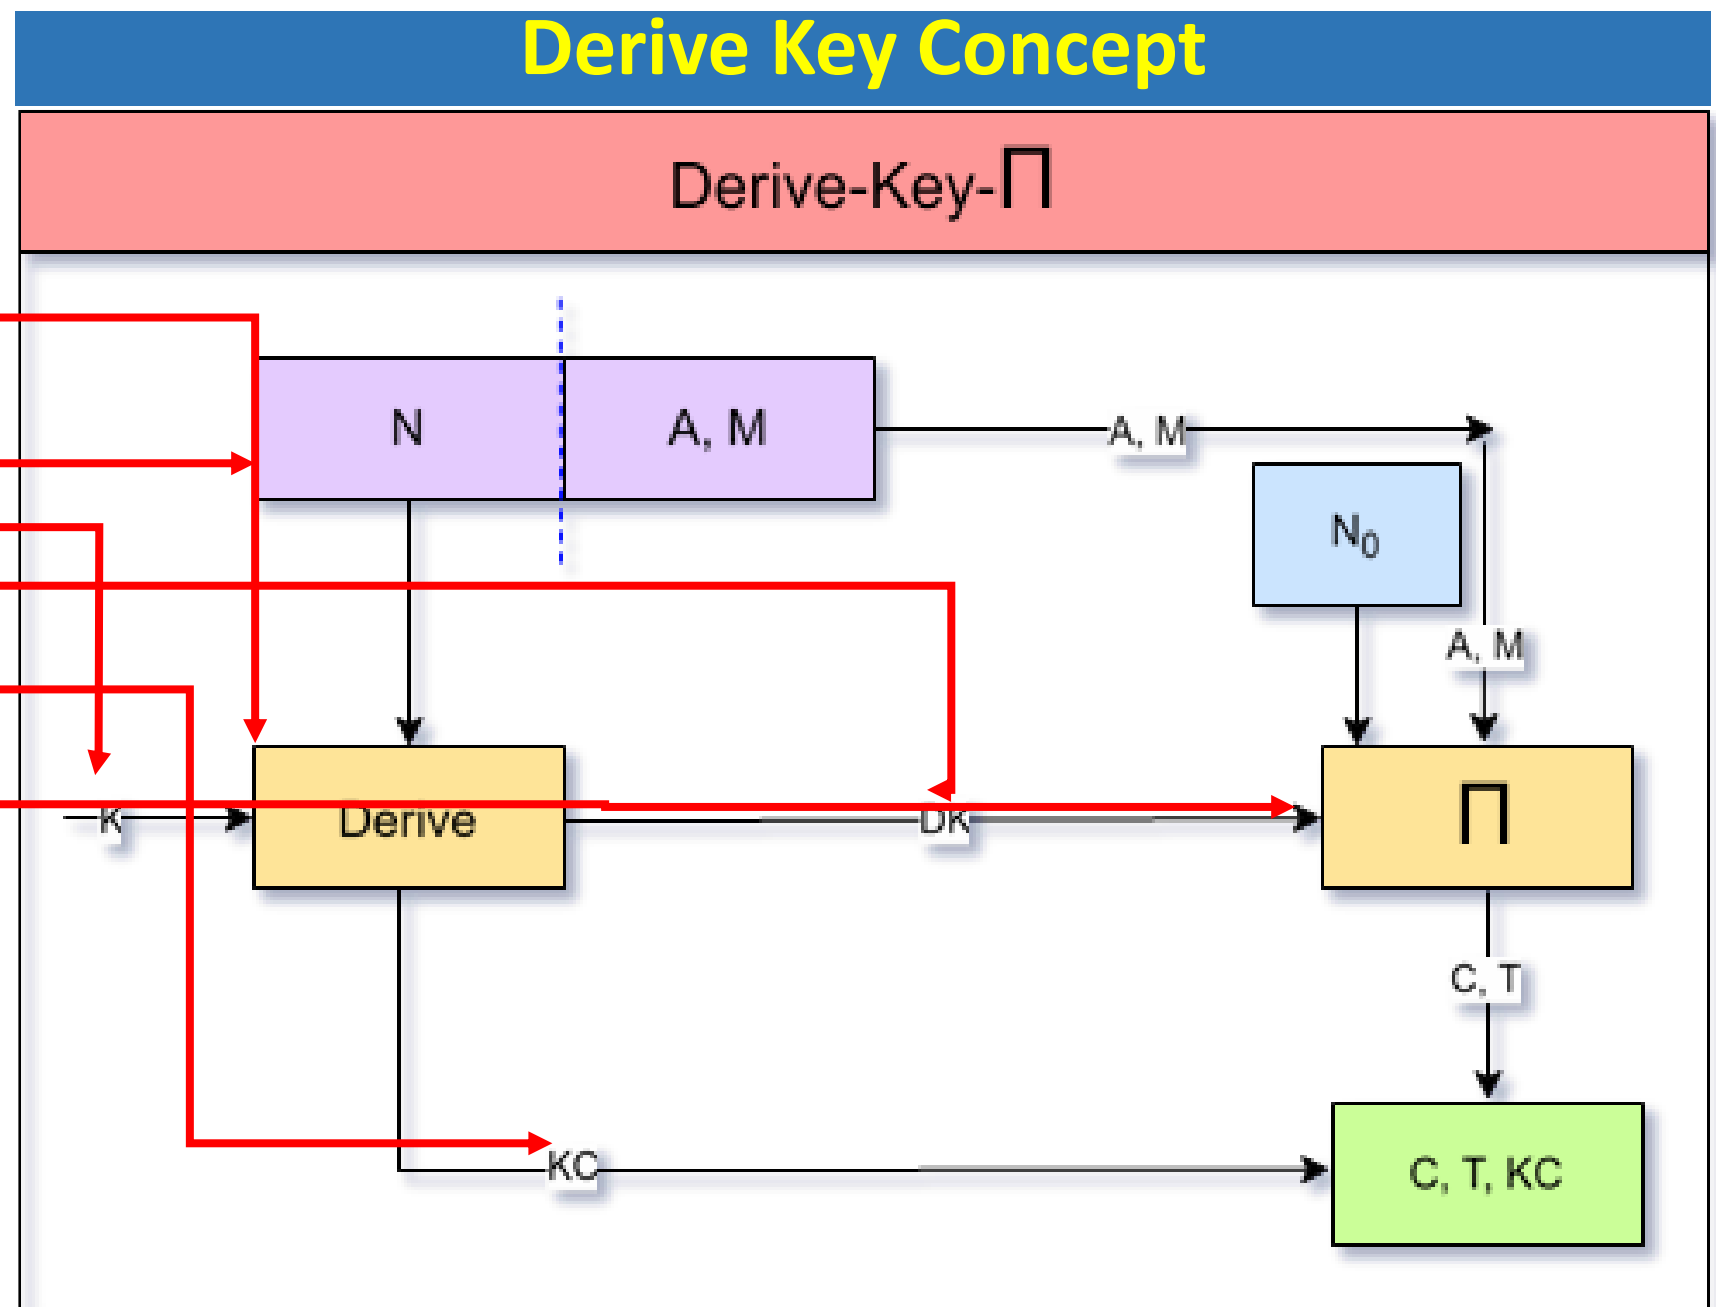 Derive Key Concept
Derive-Key-Π
N
A, M
A, M
N₀
A, M
K
Derive
DK
Π
C, T
KC
C, T, KC